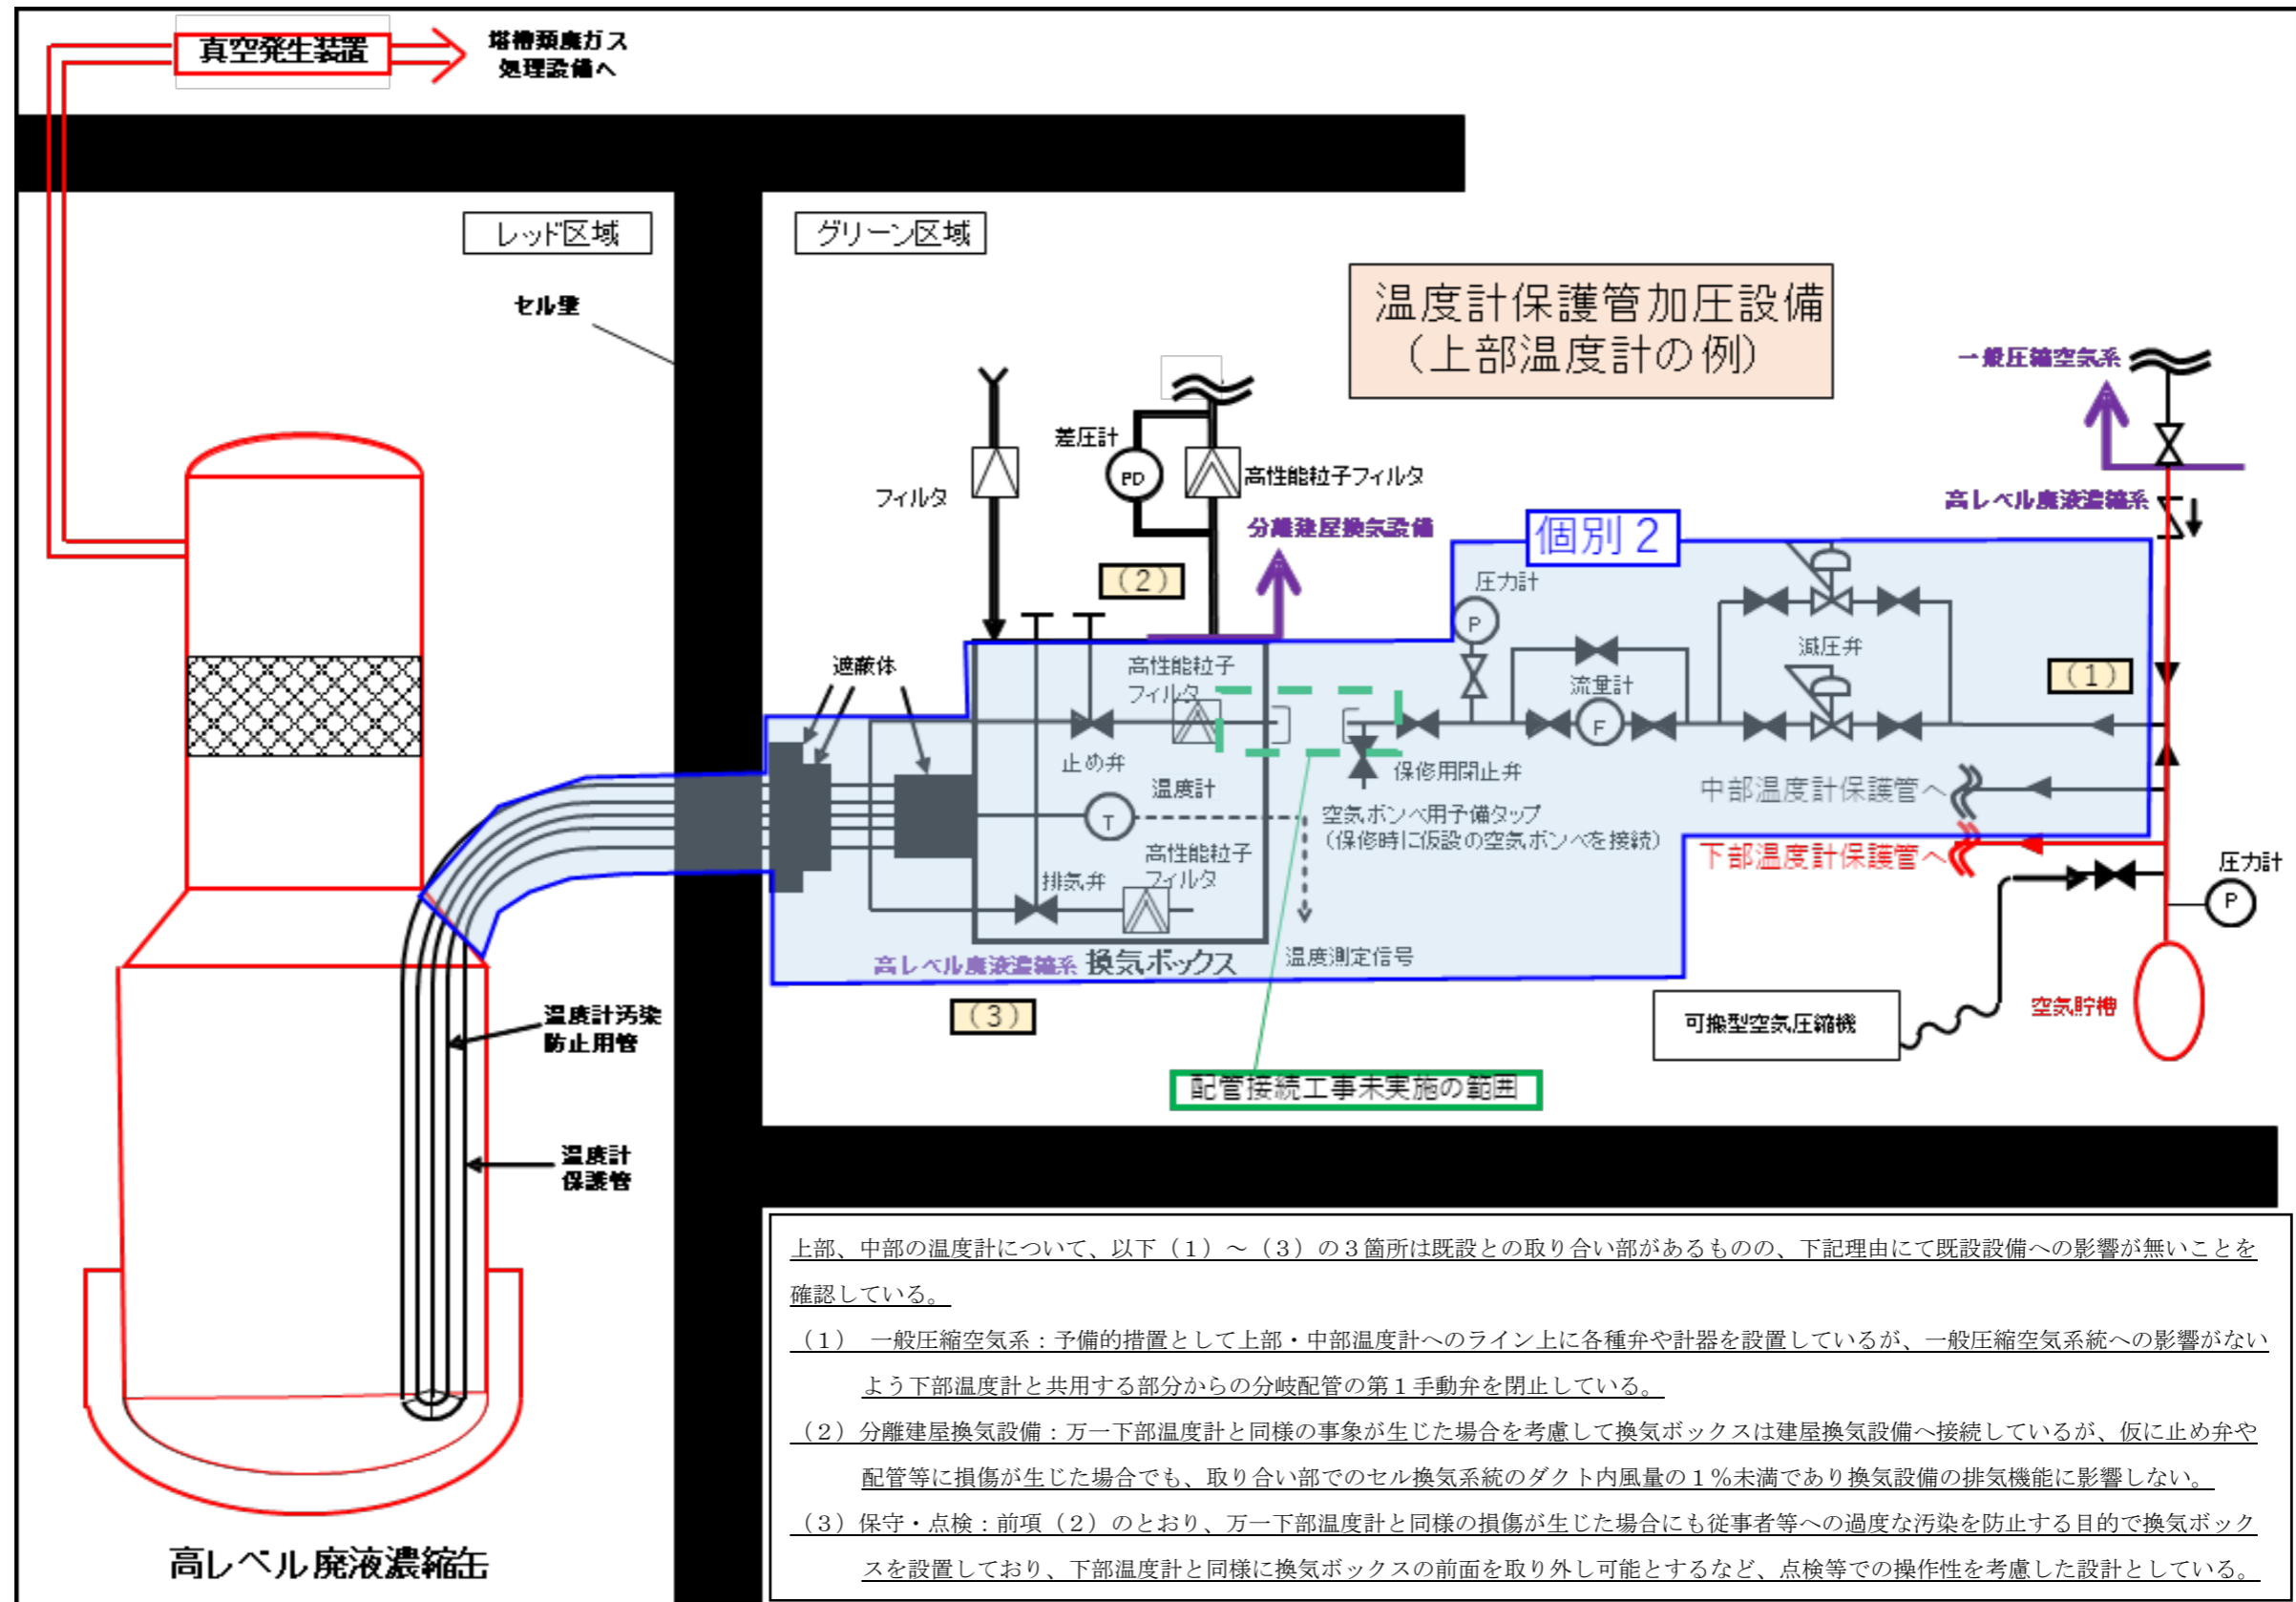 真空発生装置
塔槽類廃ガス
処理設備へ
レッド区域
グリーン区域
セル壁
温度計保護管加圧設備
（上部温度計の例）
一般圧縮空気系
差圧計
PD
高性能粒子フィルタ
フィルタ
高レベル廃液濃縮系
分離建屋換気設備
個別２
（２）
圧力計
P
減圧弁
（１）
遮蔽体
高性能粒子
フィルタ
流量計
F
止め弁
保修用閉止弁
温度計
T
中部温度計保護管へ
空気ボンベ用予備タップ
（保修時に仮設の空気ボンベを接続）
下部温度計保護管へ
高性能粒子
フィルタ
排気弁
圧力計
P
高レベル廃液濃縮系 換気ボックス
温度測定信号
（３）
温度計汚染
防止用管
可搬型空気圧縮機
空気貯槽
配管接続工事未実施の範囲
温度計
保護管
高レベル廃液濃縮缶
上部、中部の温度計について、以下（１）～（３）の３箇所は既設との取り合い部があるものの、下記理由にて既設設備への影響が無いことを
確認している。
（１）　一般圧縮空気系：予備的措置として上部・中部温度計へのライン上に各種弁や計器を設置しているが、一般圧縮空気系統への影響がない
よう下部温度計と共用する部分からの分岐配管の第１手動弁を閉止している。
（２）分離建屋換気設備：万一下部温度計と同様の事象が生じた場合を考慮して換気ボックスは建屋換気設備へ接続しているが、仮に止め弁や
配管等に損傷が生じた場合でも、取り合い部でのセル換気系統のダクト内風量の１％未満であり換気設備の排気機能に影響しない。
（３）保守・点検：前項（２）のとおり、万一下部温度計と同様の損傷が生じた場合にも従事者等への過度な汚染を防止する目的で換気ボック
スを設置しており、下部温度計と同様に換気ボックスの前面を取り外し可能とするなど、点検等での操作性を考慮した設計としている。